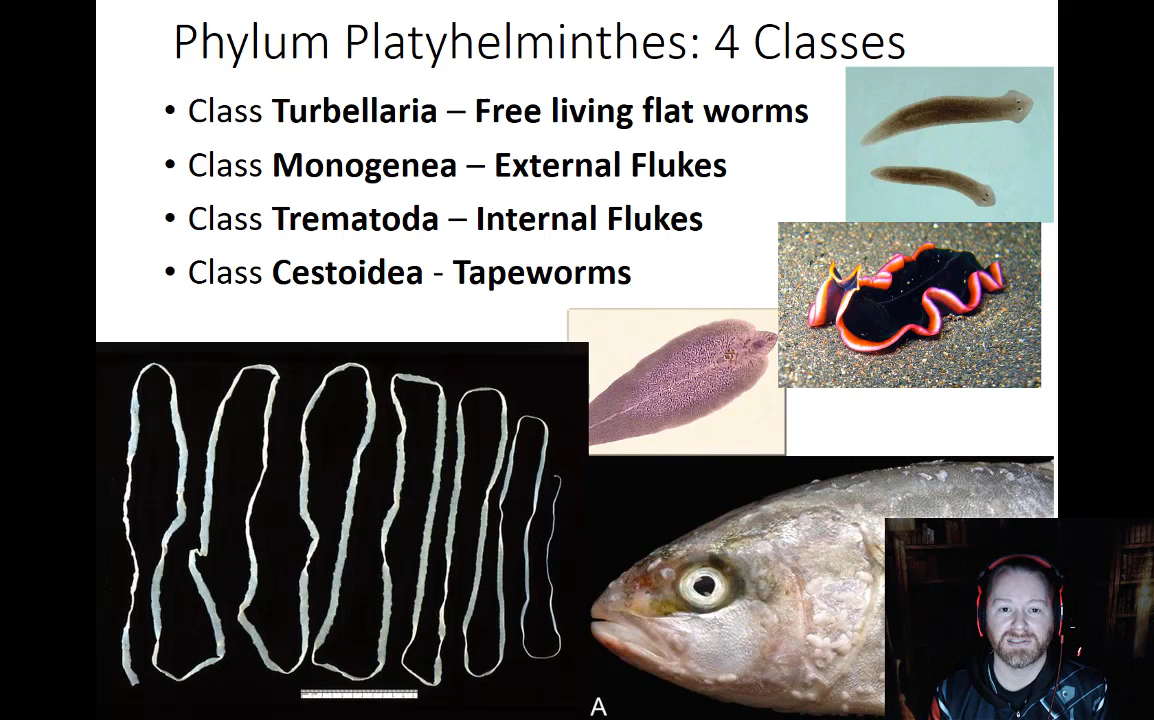 Phylum Platyhelminthes: 4 Classes
• Class Turbellaria – Free living flat worms
• Class Monogenea – External Flukes
• Class Trematoda – Internal Flukes
• Class Cestoidea - Tapeworms
A